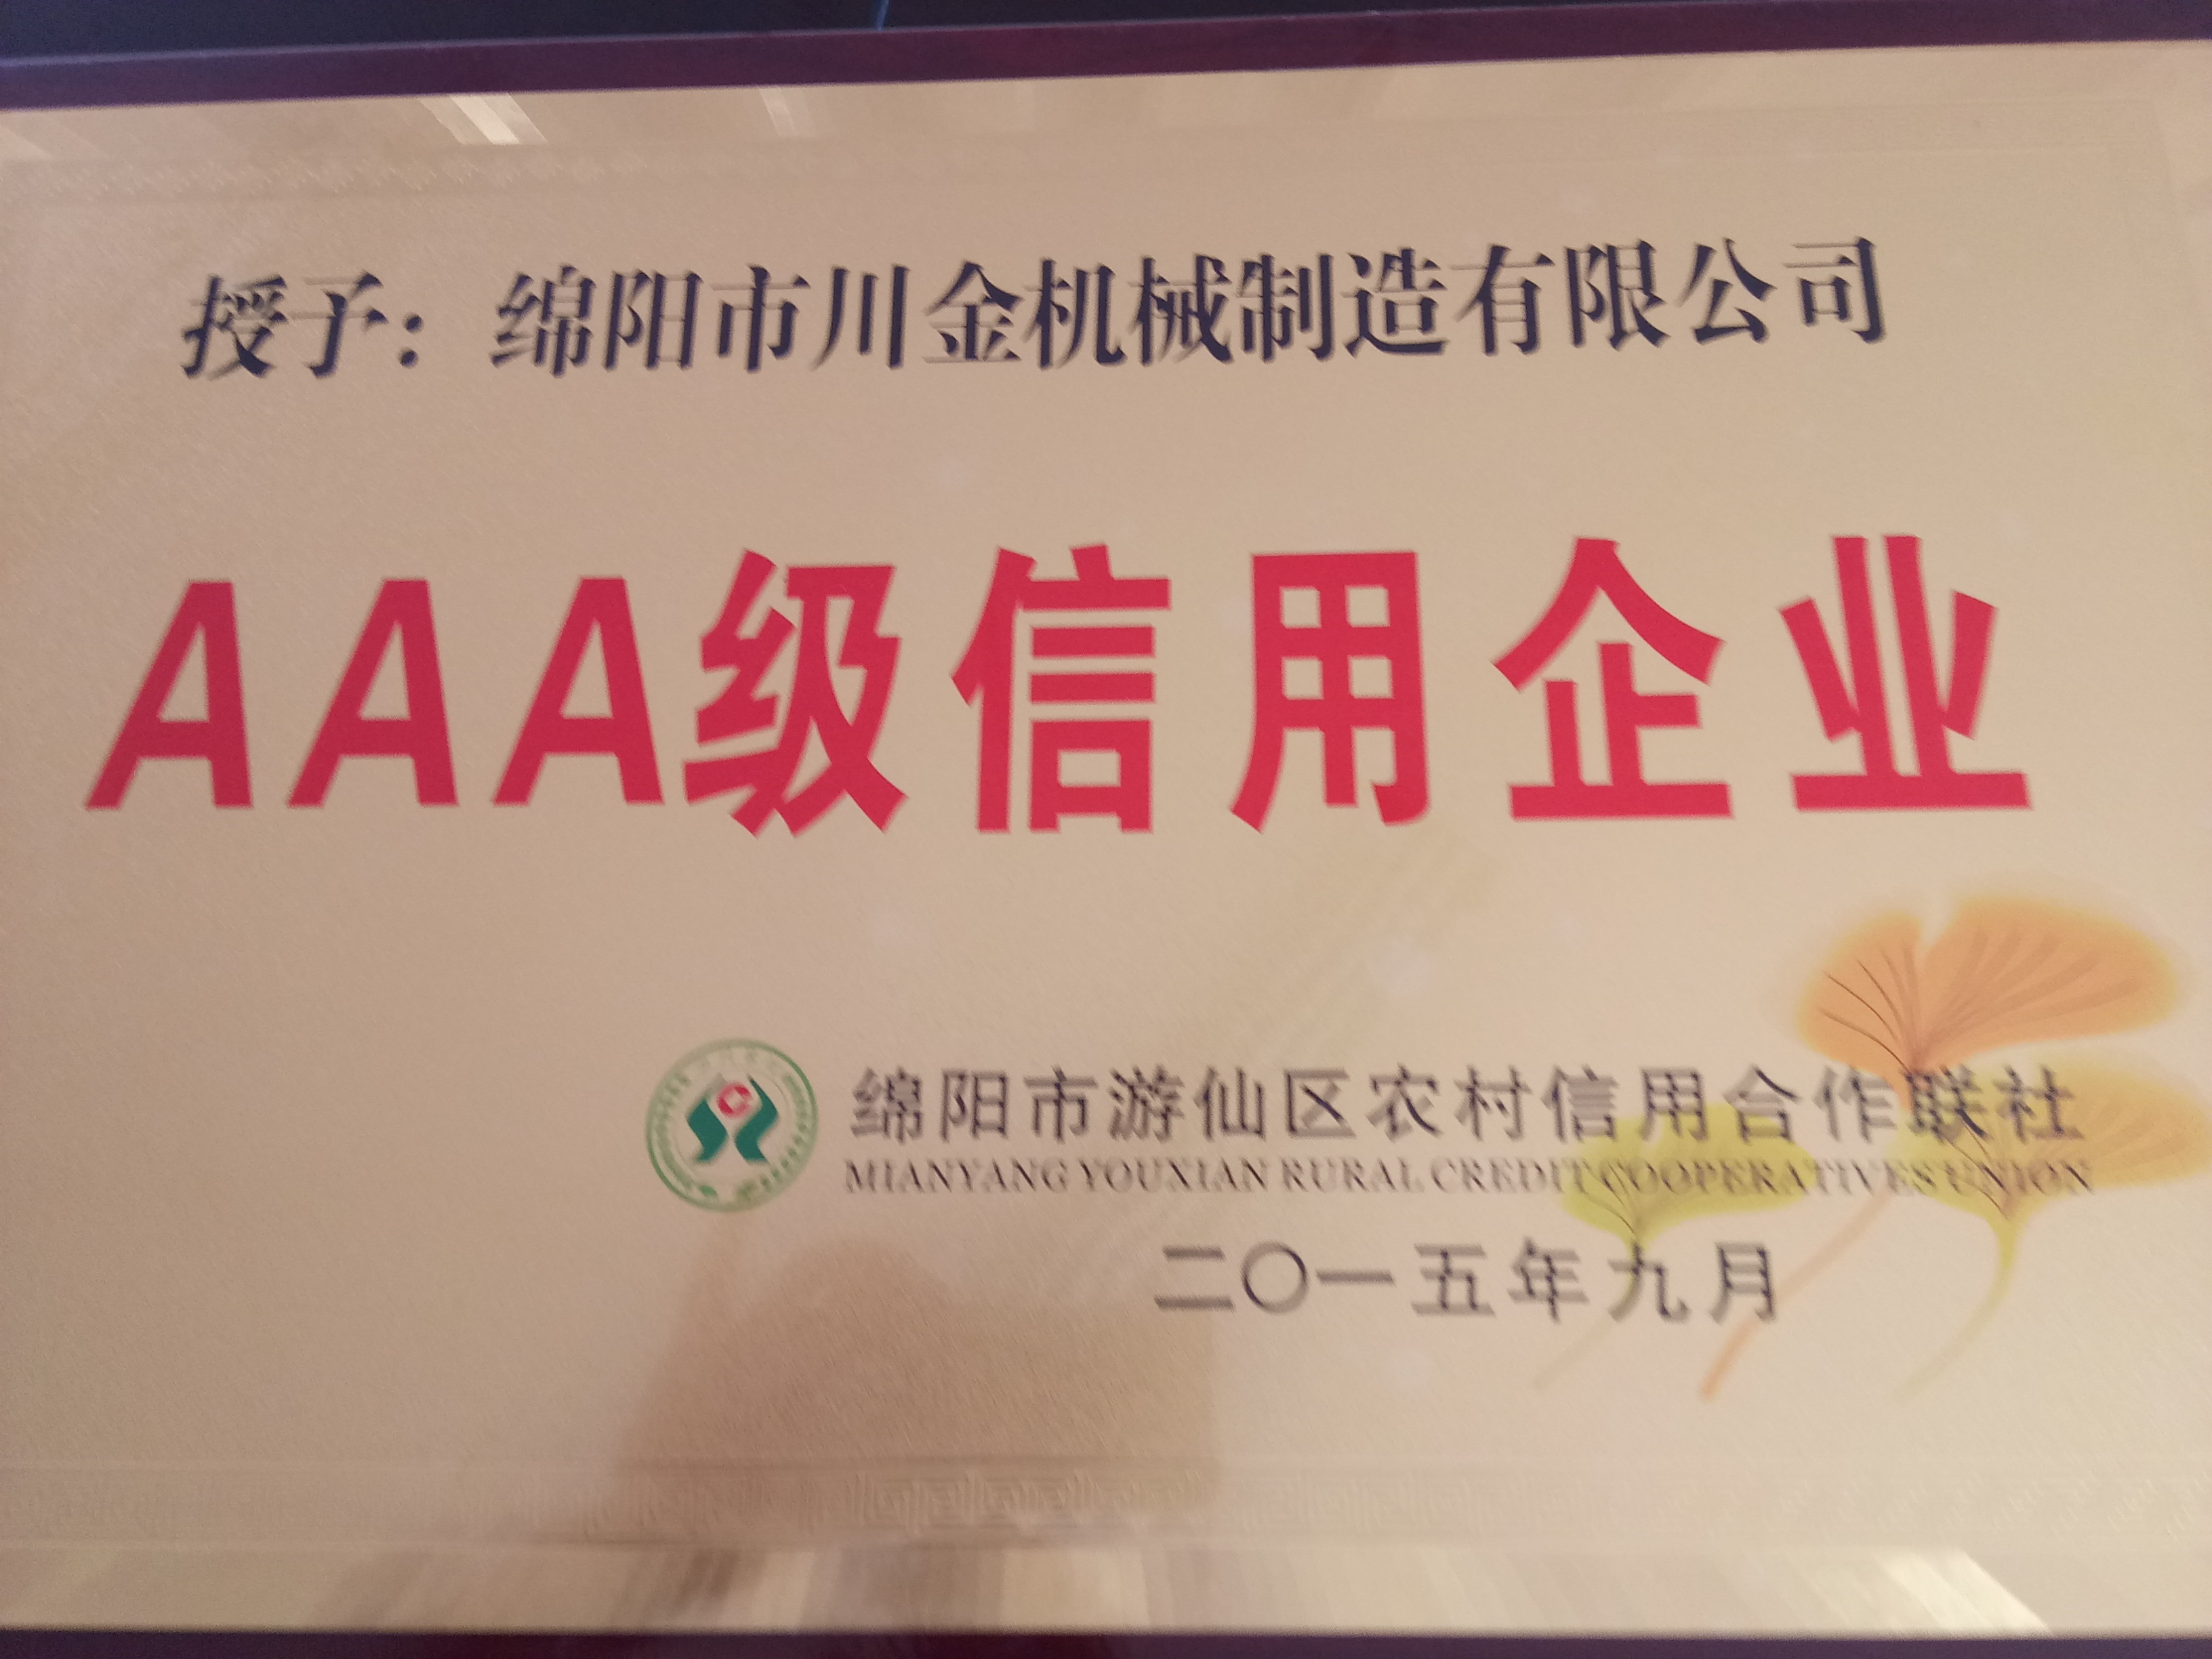 授予：绵阳市川金机械制造有限公司
AAA级信用企业
绵阳市游仙区农村信用合作联社
MIANYANG YOUXIAN RURAL CREDIT COOPERATIVES UNION
二〇一五年九月